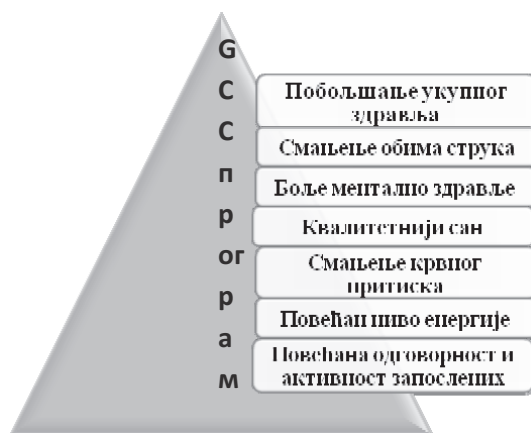 G
C
C
п
р
ог
р
а
м
Побољшање укупног
здравља
Смањење обима струка
Боље ментално здравље
Квалитетнији сан
Смањење крвног
притиска
Повећан ниво енергије
Повећана одговорност и
активност запослених